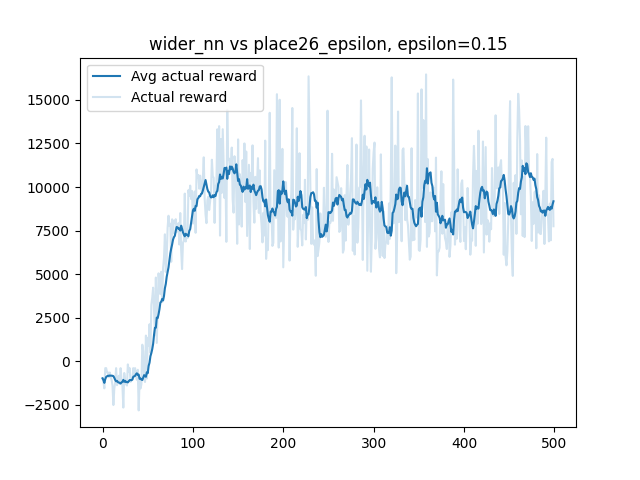 wider_nn vs place26_epsilon, epsilon=0.15
Avg actual reward
Actual reward
15000
12500
10000
7500
5000
2500
0
−2500
0 100 200 300 400 500